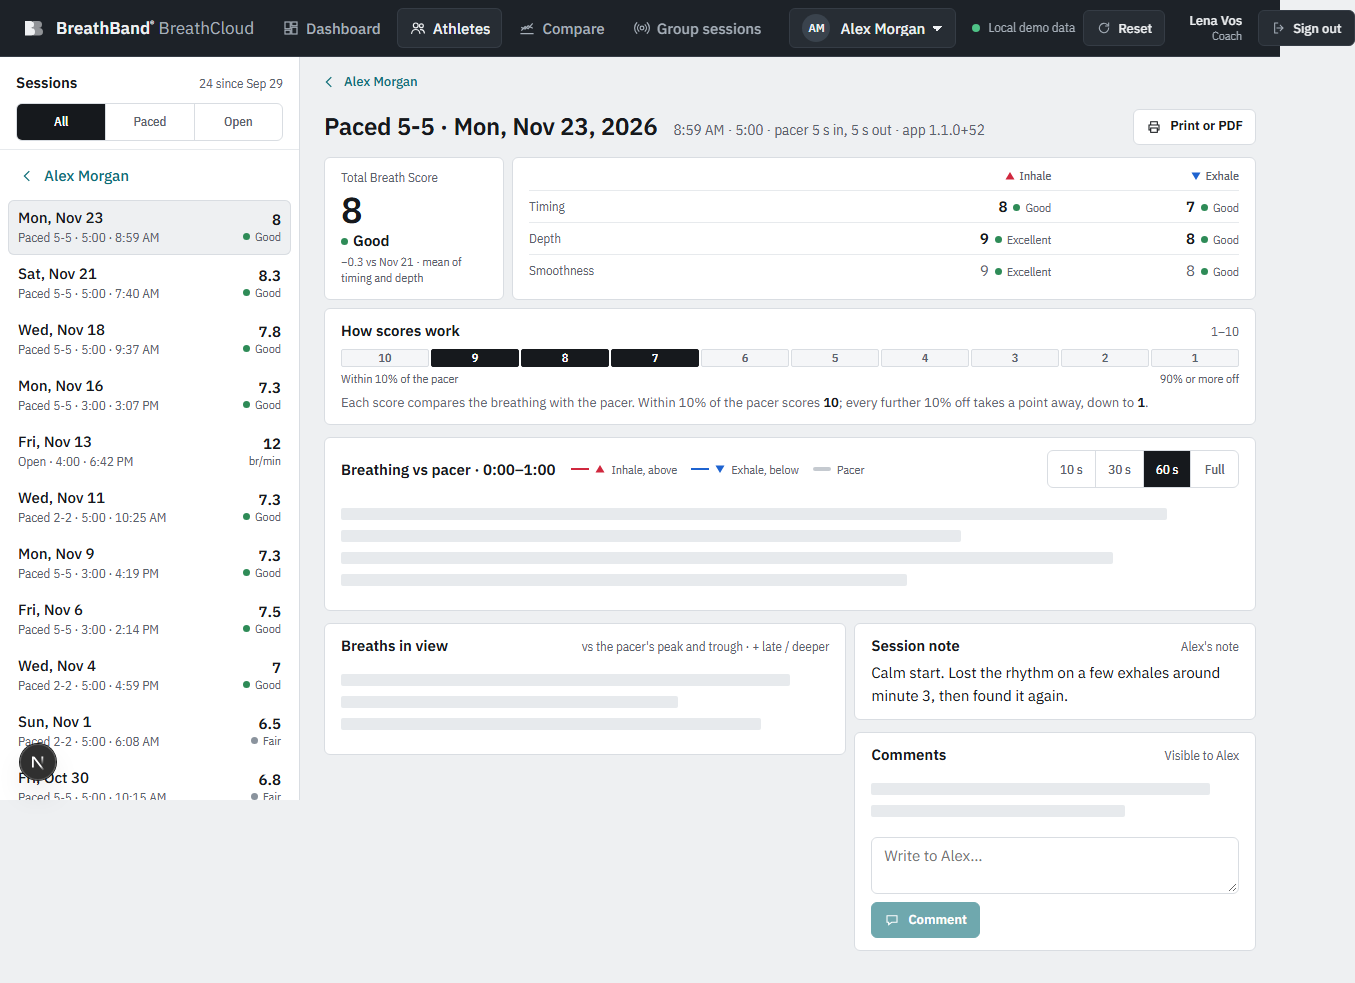 BreathBand® BreathCloud
Dashboard
Athletes
Compare
Group sessions
AM Alex Morgan
Local demo data
Reset
Lena Vos
Coach
Sign out
Sessions
24 since Sep 29
All
Paced
Open
Alex Morgan
Mon, Nov 23
8
Paced 5-5 · 5:00 · 8:59 AM
Good
Sat, Nov 21
8.3
Paced 5-5 · 5:00 · 7:40 AM
Good
Wed, Nov 18
7.8
Paced 5-5 · 5:00 · 9:37 AM
Good
Mon, Nov 16
7.3
Paced 5-5 · 3:00 · 3:07 PM
Good
Fri, Nov 13
12
Open · 4:00 · 6:42 PM
br/min
Wed, Nov 11
7.3
Paced 2-2 · 5:00 · 10:25 AM
Good
Mon, Nov 9
7.3
Paced 5-5 · 3:00 · 4:19 PM
Good
Fri, Nov 6
7.5
Paced 5-5 · 3:00 · 2:14 PM
Good
Wed, Nov 4
7
Paced 2-2 · 5:00 · 4:59 PM
Good
Sun, Nov 1
6.5
Paced 2-2 · 5:00 · 6:08 AM
Fair
N
Fri, Oct 30
6.8
Paced 5-5 · 5:00 · 10:15 AM
Fair
Alex Morgan
Paced 5-5 · Mon, Nov 23, 2026
8:59 AM · 5:00 · pacer 5 s in, 5 s out · app 1.1.0+52
Print or PDF
Total Breath Score
8
Good
−0.3 vs Nov 21 · mean of
timing and depth
Inhale
Exhale
Timing
8 Good
7 Good
Depth
9 Excellent
8 Good
Smoothness
9 Excellent
8 Good
How scores work
1–10
10 9 8 7 6 5 4 3 2 1
Within 10% of the pacer
90% or more off
Each score compares the breathing with the pacer. Within 10% of the pacer scores 10; every further 10% off takes a point away, down to 1.
Breathing vs pacer · 0:00–1:00
Inhale, above
Exhale, below
Pacer
10 s
30 s
60 s
Full
Breaths in view
vs the pacer's peak and trough · + late / deeper
Session note
Alex's note
Calm start. Lost the rhythm on a few exhales around
minute 3, then found it again.
Comments
Visible to Alex
Write to Alex...
Comment